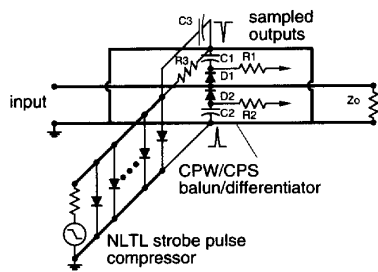 C3
sampled
outputs
R3
C1
R1
D1
input
D2
Zo
C2
R2
CPW/CPS
balun/differentiator
NLTL strobe pulse
compressor